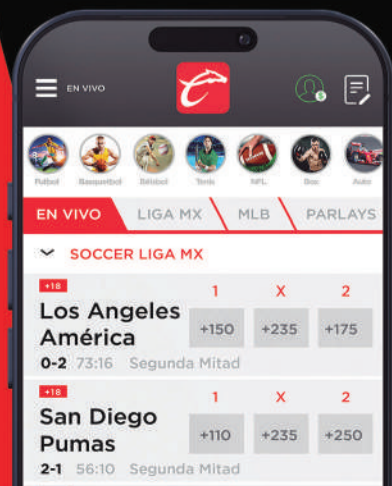 EN VIVO
Futbol Basquetbol Béisbol Tenis NFL Box Auto
EN VIVO LIGA MX MLB PARLAYS
SOCCER LIGA MX
+18
1 X 2
Los Angeles
América
+150 +235 +175
0-2 73:16 Segunda Mitad
+18
1 X 2
San Diego
Pumas
+110 +235 +250
2-1 56:10 Segunda Mitad